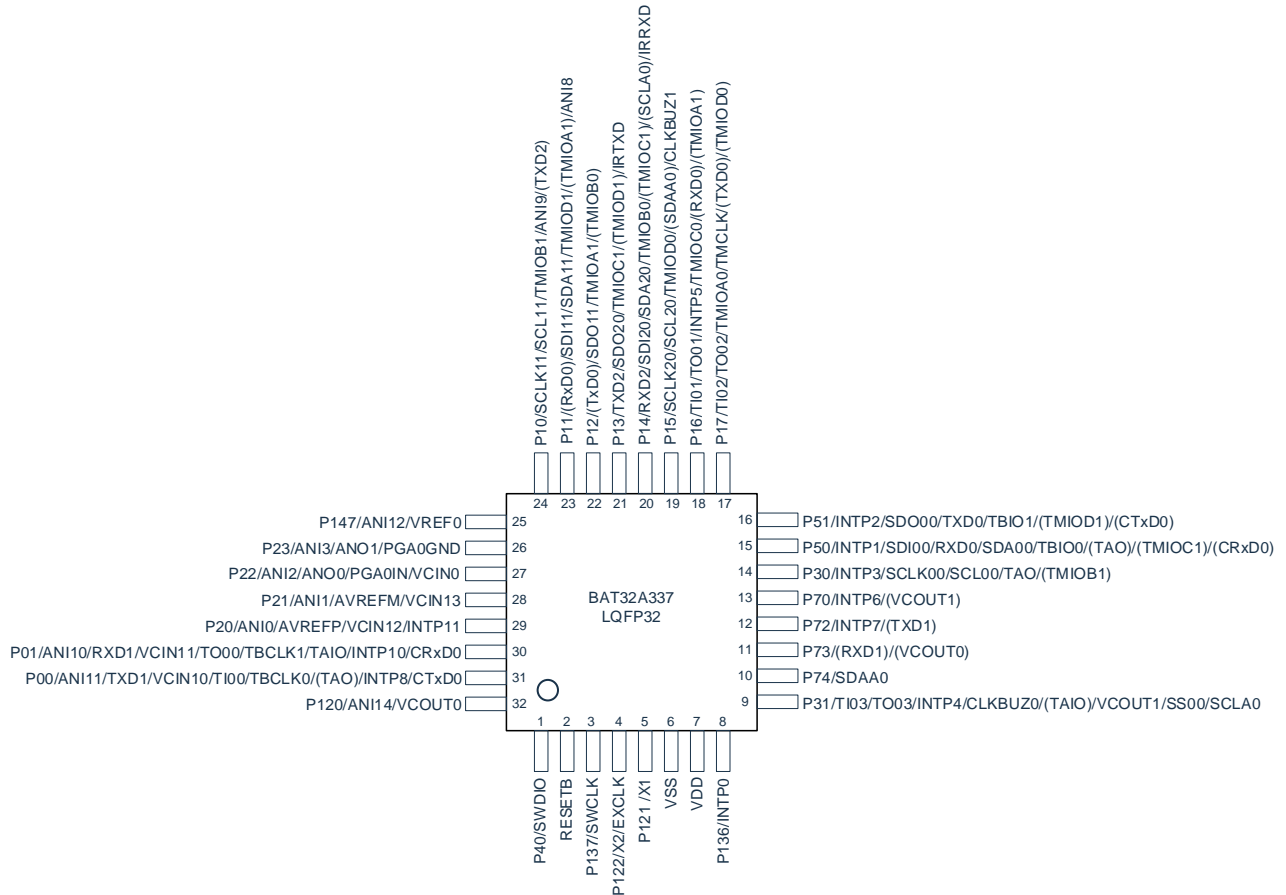 P10/SCLK11/SCL11/TMIOB1/ANI9/(TXD2)
P11/(RxD0)/SDI11/SDA11/TMIOD1/(TMIOA1)/ANI8
P12/(TxD0)/SDO11/TMIOA1/(TMIOB0)
P13/TXD2/SDO20/TMIOC1/(TMIOD1)/IRTXD
P14/RXD2/SDI20/SDA20/TMIOB0/(TMIOC1)/(SCLA0)/IRRXD
P15/SCLK20/SCL20/TMIOD0/(SDAA0)/CLKBUZ1
P16/TI01/TO01/INTP5/TMIOC0/(RXD0)/(TMIOA1)
P17/TI02/TO02/TMIOA0/TMCLK/(TXD0)/(TMIOD0)
24 23 22 21 20 19 18 17
P147/ANI12/VREF0 25
P23/ANI3/ANO1/PGA0GND 26
P22/ANI2/ANO0/PGA0IN/VCIN0 27
P21/ANI1/AVREFM/VCIN13 28
P20/ANI0/AVREFP/VCIN12/INTP11 29
P01/ANI10/RXD1/VCIN11/TO00/TBCLK1/TAIO/INTP10/CRxD0 30
P00/ANI11/TXD1/VCIN10/TI00/TBCLK0/(TAO)/INTP8/CTxD0 31
P120/ANI14/VCOUT0 32
BAT32A337
LQFP32
16 P51/INTP2/SDO00/TXD0/TBIO1/(TMIOD1)/(CTxD0)
15 P50/INTP1/SDI00/RXD0/SDA00/TBIO0/(TAO)/(TMIOC1)/(CRxD0)
14 P30/INTP3/SCLK00/SCL00/TAO/(TMIOB1)
13 P70/INTP6/(VCOUT1)
12 P72/INTP7/(TXD1)
11 P73/(RXD1)/(VCOUT0)
10 P74/SDAA0
9 P31/TI03/TO03/INTP4/CLKBUZ0/(TAIO)/VCOUT1/SS00/SCLA0
1 2 3 4 5 6 7 8
P40/SWDIO
RESETB
P137/SWCLK
P122/X2/EXCLK
P121 /X1
VSS
VDD
P136/INTP0